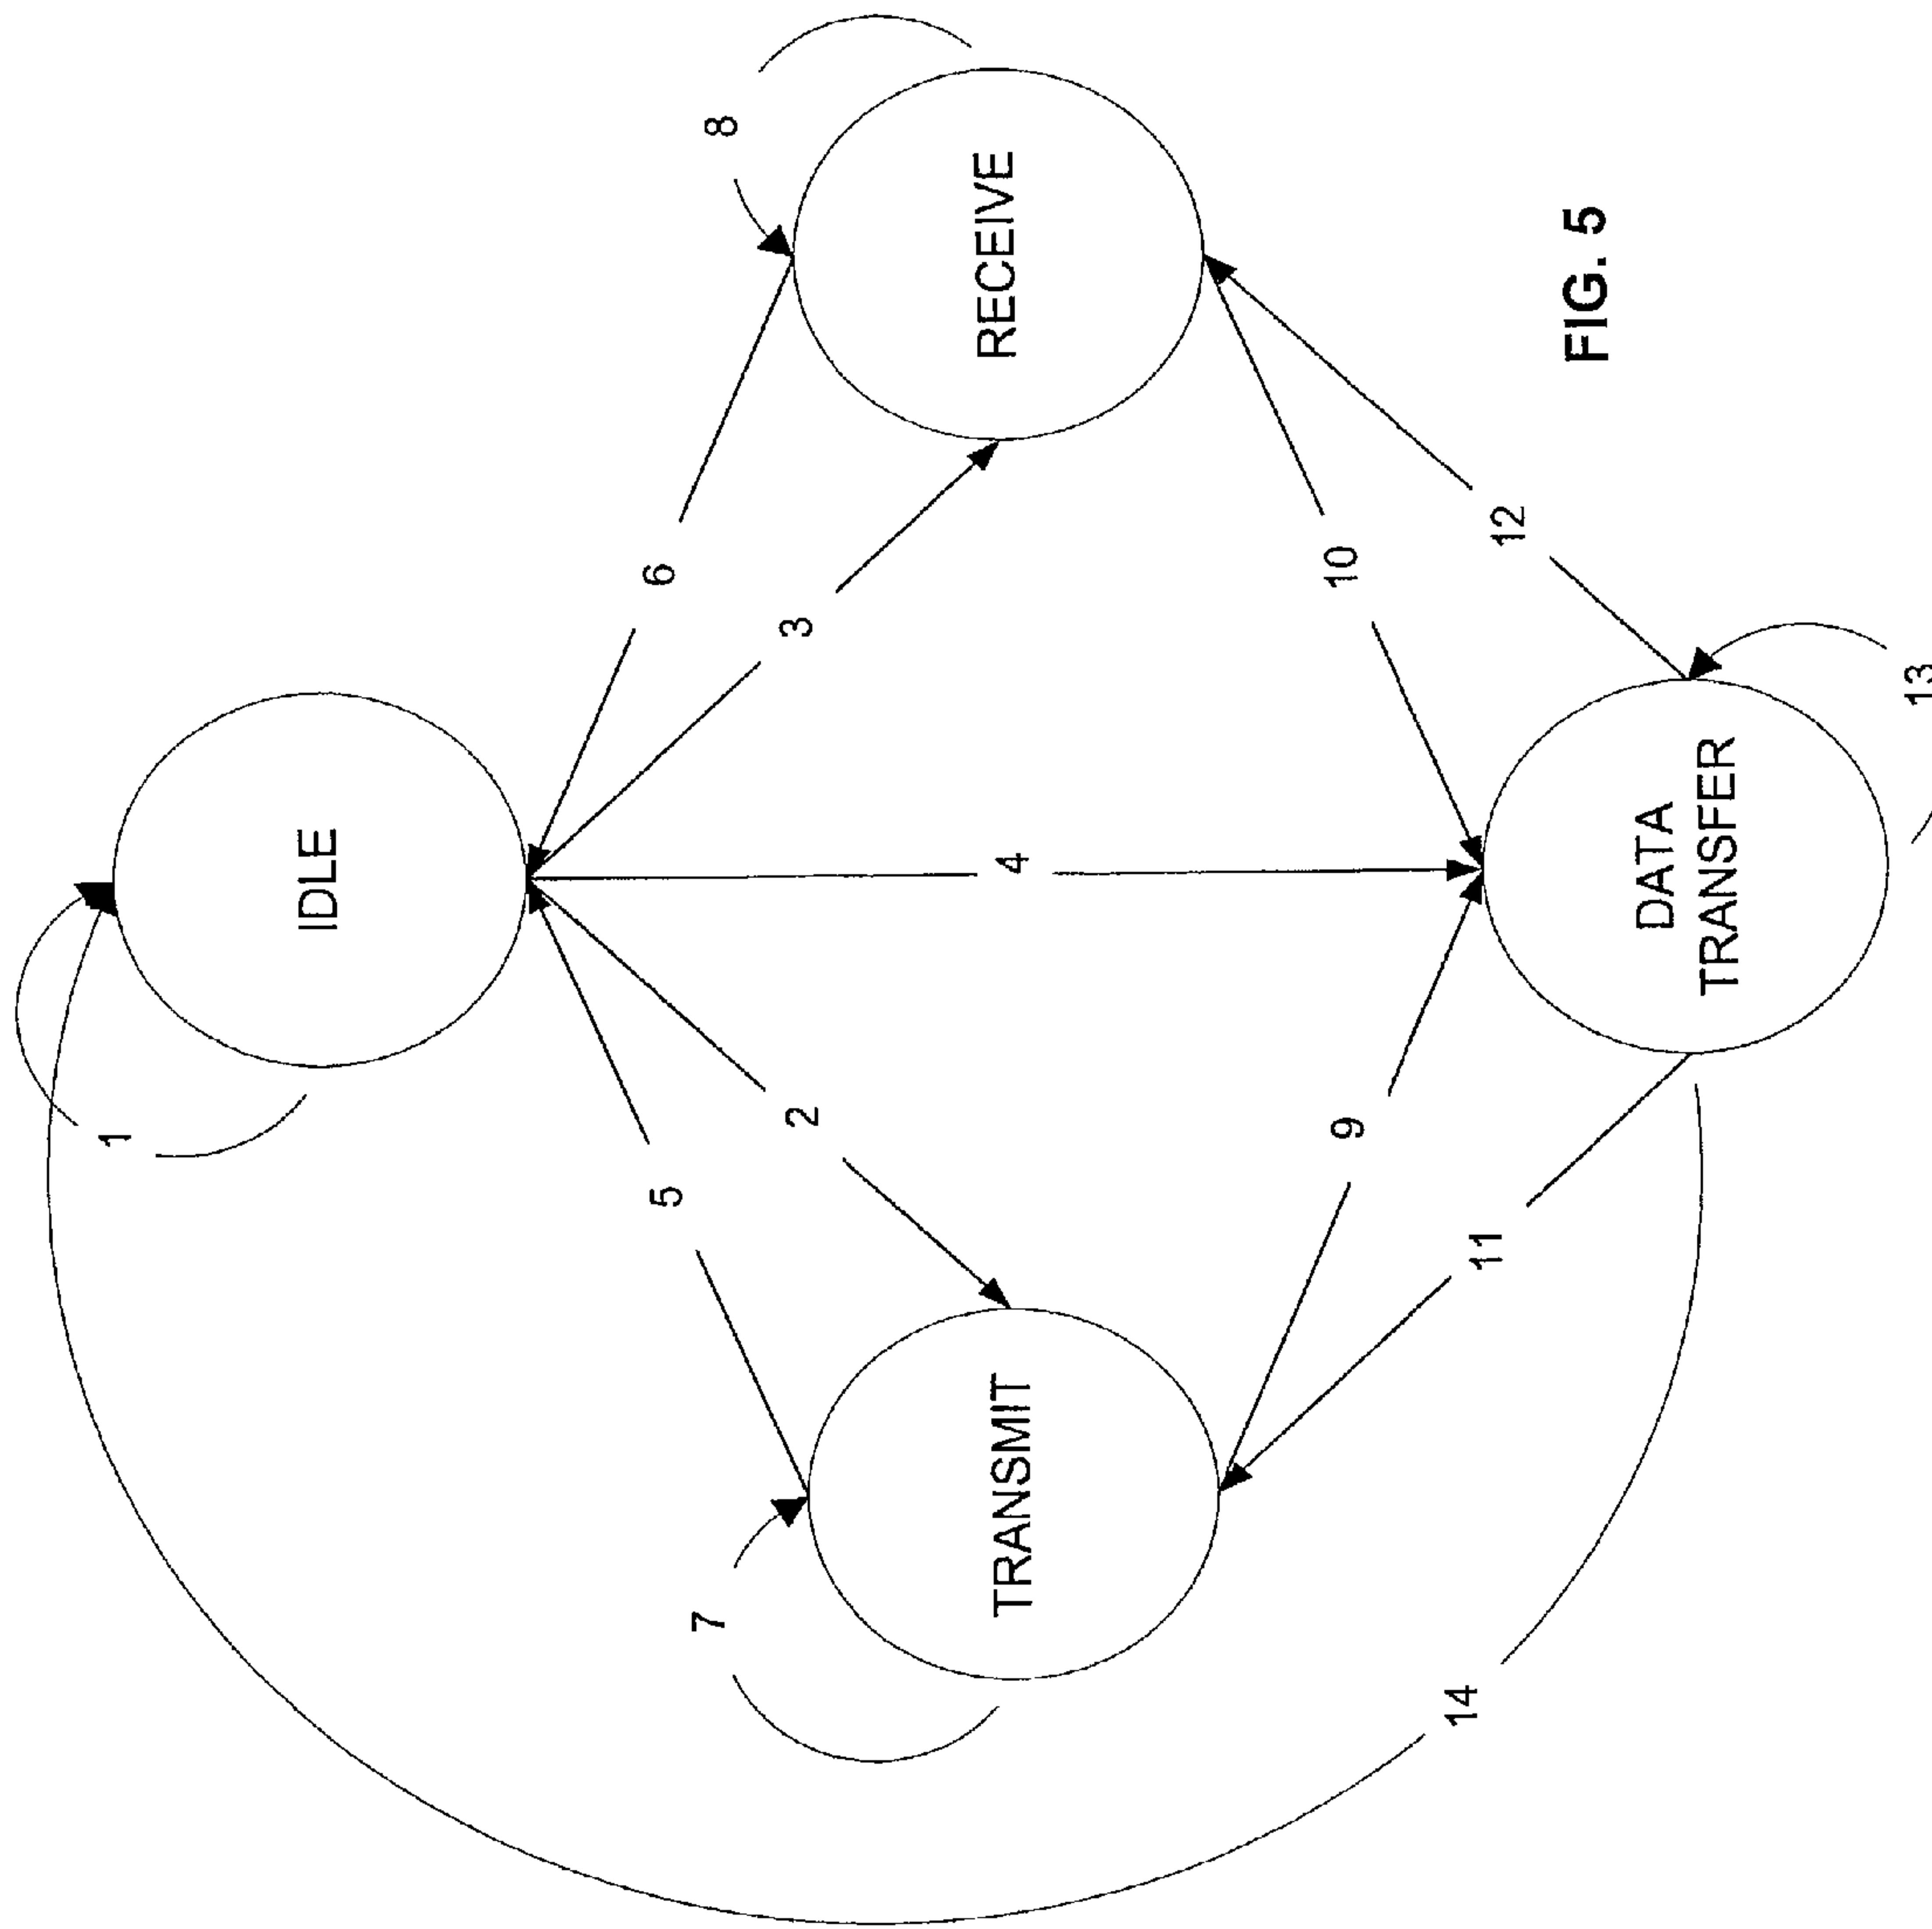 1
IDLE
8
RECEIVE
6
3
5
2
4
7
TRANSMIT
10
12
9
11
14
DATA
TRANSFER
13
FIG. 5